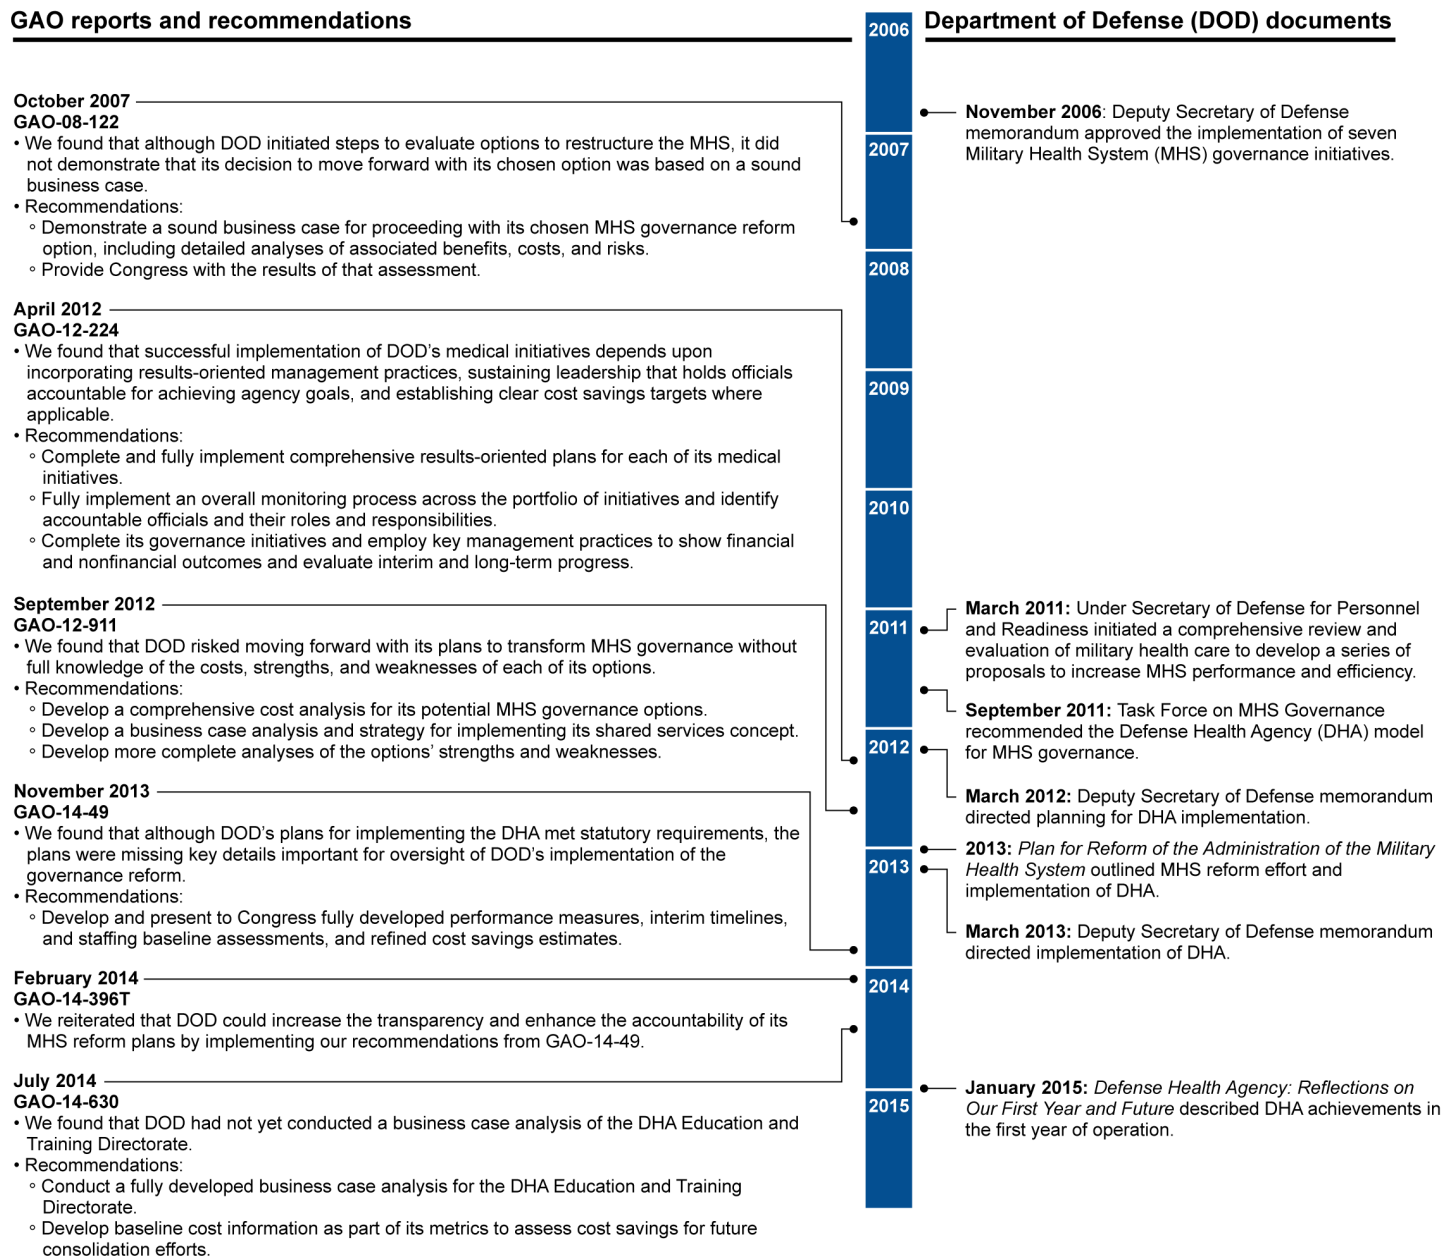 GAO reports and recommendations
October 2007
GAO-08-122
• We found that although DOD initiated steps to evaluate options to restructure the MHS, it did
not demonstrate that its decision to move forward with its chosen option was based on a sound
business case.
• Recommendations:
◦ Demonstrate a sound business case for proceeding with its chosen MHS governance reform
option, including detailed analyses of associated benefits, costs, and risks.
◦ Provide Congress with the results of that assessment.
April 2012
GAO-12-224
• We found that successful implementation of DOD’s medical initiatives depends upon
incorporating results-oriented management practices, sustaining leadership that holds officials
accountable for achieving agency goals, and establishing clear cost savings targets where
applicable.
• Recommendations:
◦ Complete and fully implement comprehensive results-oriented plans for each of its medical
initiatives.
◦ Fully implement an overall monitoring process across the portfolio of initiatives and identify
accountable officials and their roles and responsibilities.
◦ Complete its governance initiatives and employ key management practices to show financial
and nonfinancial outcomes and evaluate interim and long-term progress.
September 2012
GAO-12-911
• We found that DOD risked moving forward with its plans to transform MHS governance without
full knowledge of the costs, strengths, and weaknesses of each of its options.
• Recommendations:
◦ Develop a comprehensive cost analysis for its potential MHS governance options.
◦ Develop a business case analysis and strategy for implementing its shared services concept.
◦ Develop more complete analyses of the options’ strengths and weaknesses.
November 2013
GAO-14-49
• We found that although DOD’s plans for implementing the DHA met statutory requirements, the
plans were missing key details important for oversight of DOD’s implementation of the
governance reform.
• Recommendations:
◦ Develop and present to Congress fully developed performance measures, interim timelines,
and staffing baseline assessments, and refined cost savings estimates.
February 2014
GAO-14-396T
• We reiterated that DOD could increase the transparency and enhance the accountability of its
MHS reform plans by implementing our recommendations from GAO-14-49.
July 2014
GAO-14-630
• We found that DOD had not yet conducted a business case analysis of the DHA Education and
Training Directorate.
• Recommendations:
◦ Conduct a fully developed business case analysis for the DHA Education and Training
Directorate.
◦ Develop baseline cost information as part of its metrics to assess cost savings for future
consolidation efforts.
2006
2007
2008
2009
2010
2011
2012
2013
2014
2015
Department of Defense (DOD) documents
November 2006: Deputy Secretary of Defense
memorandum approved the implementation of seven
Military Health System (MHS) governance initiatives.
March 2011: Under Secretary of Defense for Personnel
and Readiness initiated a comprehensive review and
evaluation of military health care to develop a series of
proposals to increase MHS performance and efficiency.
September 2011: Task Force on MHS Governance
recommended the Defense Health Agency (DHA) model
for MHS governance.
March 2012: Deputy Secretary of Defense memorandum
directed planning for DHA implementation.
2013: Plan for Reform of the Administration of the Military
Health System outlined MHS reform effort and
implementation of DHA.
March 2013: Deputy Secretary of Defense memorandum
directed implementation of DHA.
January 2015: Defense Health Agency: Reflections on
Our First Year and Future described DHA achievements in
the first year of operation.